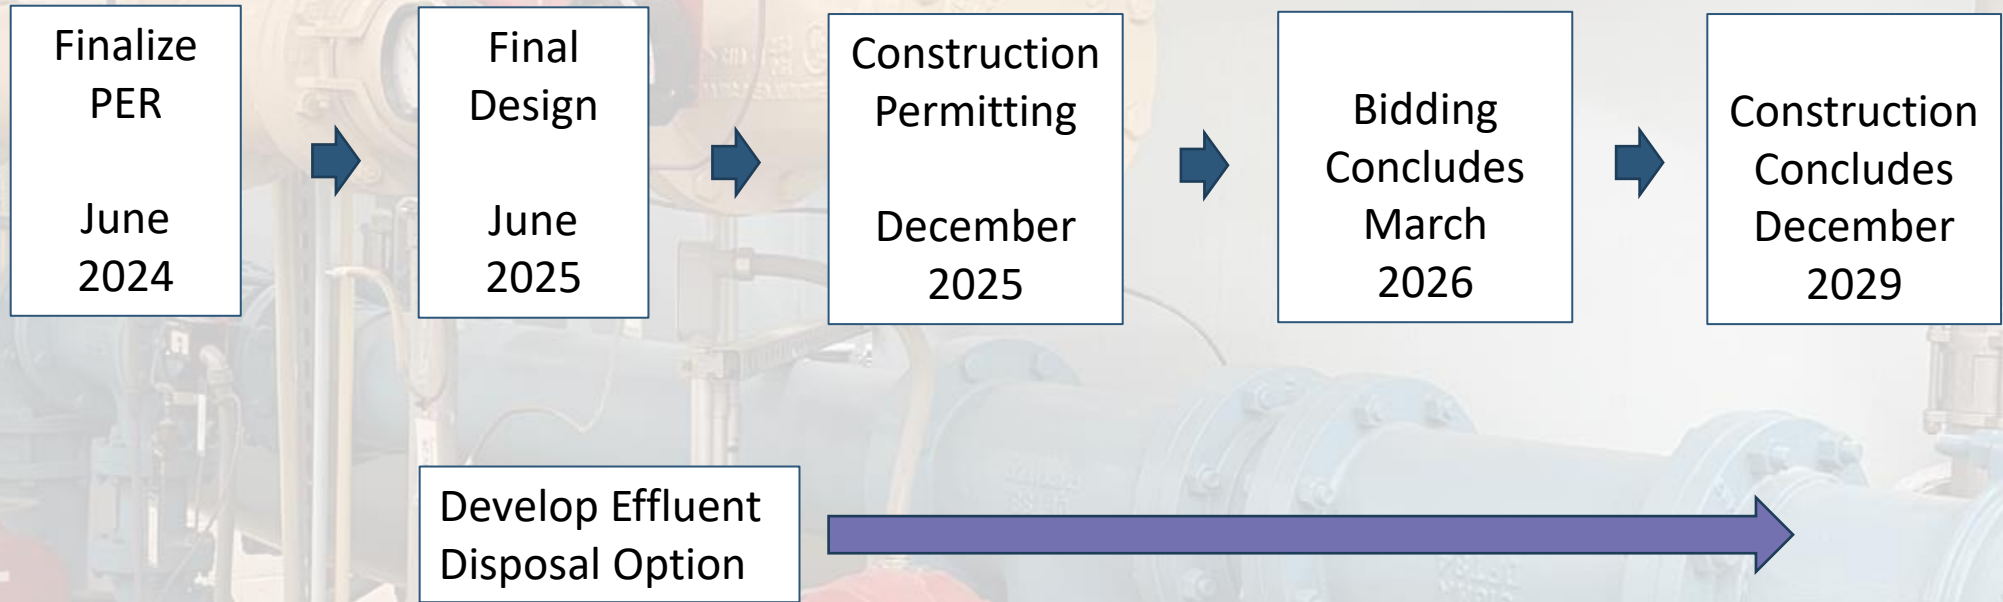 Finalize
PER
June
2024
Final
Design
June
2025
Construction
Permitting
December
2025
Bidding
Concludes
March
2026
Construction
Concludes
December
2029
Develop Effluent
Disposal Option